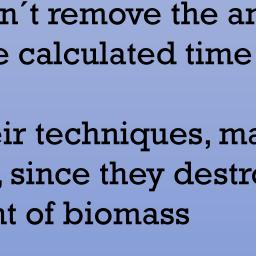 n´t remove the an
e calculated time
eir techniques, ma
, since they destro
nt of biomass